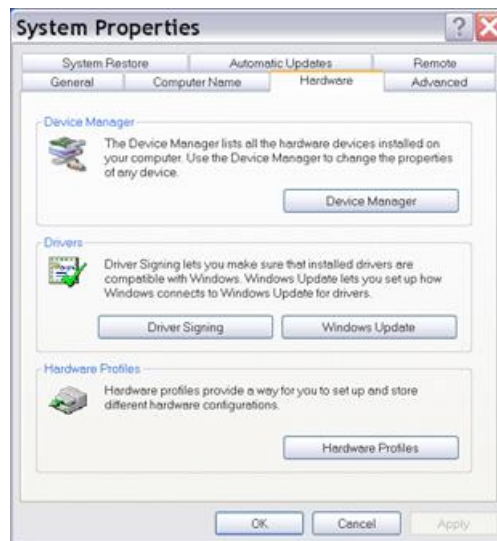 System Properties
System Restore Automatic Updates Remote
General Computer Name Hardware Advanced
Device Manager
The Device Manager lists all the hardware devices installed on
your computer. Use the Device Manager to change the properties
of any device.
Device Manager
Drivers
Driver Signing lets you make sure that installed drivers are
compatible with Windows. Windows Update lets you set up how
Windows connects to Windows Update for drivers.
Driver Signing Windows Update
Hardware Profiles
Hardware profiles provide a way for you to set up and store
different hardware configurations.
Hardware Profiles
OK Cancel Apply